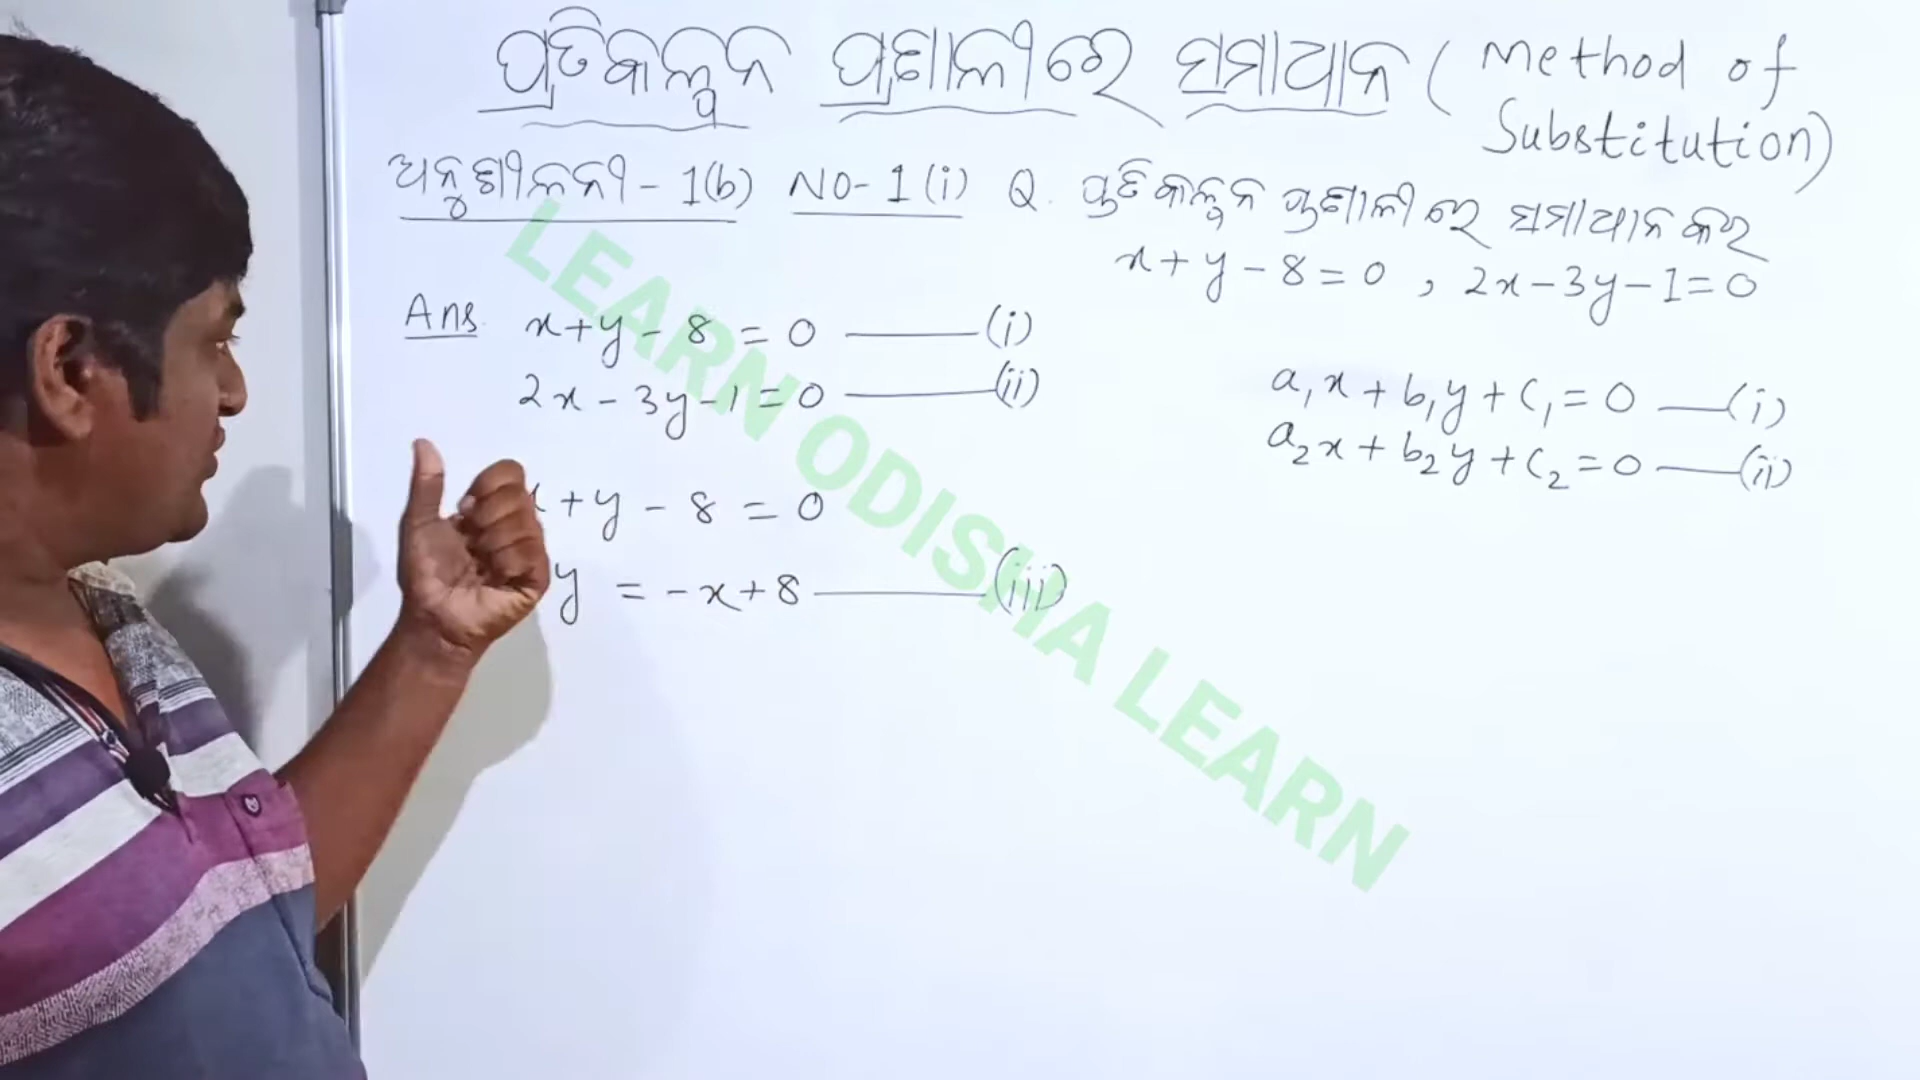 ପ୍ରତିକଳ୍ପନ ପ୍ରଣାଳୀରେ ସମାଧାନ ( Method of
Substitution)
ଅନୁଶୀଳନୀ - 1(b) NO- 1 (i) Q. ପ୍ରତିକଳ୍ପନ ପ୍ରଣାଳୀରେ ସମାଧାନ କର
x + y - 8 = 0 , 2x - 3y - 1 = 0
Ans. x + y - 8 = 0 ——— (i)
2x - 3y - 1 = 0 ——— (ii)
a₁x + b₁y + c₁ = 0 — (i)
a₂x + b₂y + c₂ = 0 — (ii)
x + y - 8 = 0
y = -x + 8 ——— (iii)
LEARN ODISHA LEARN